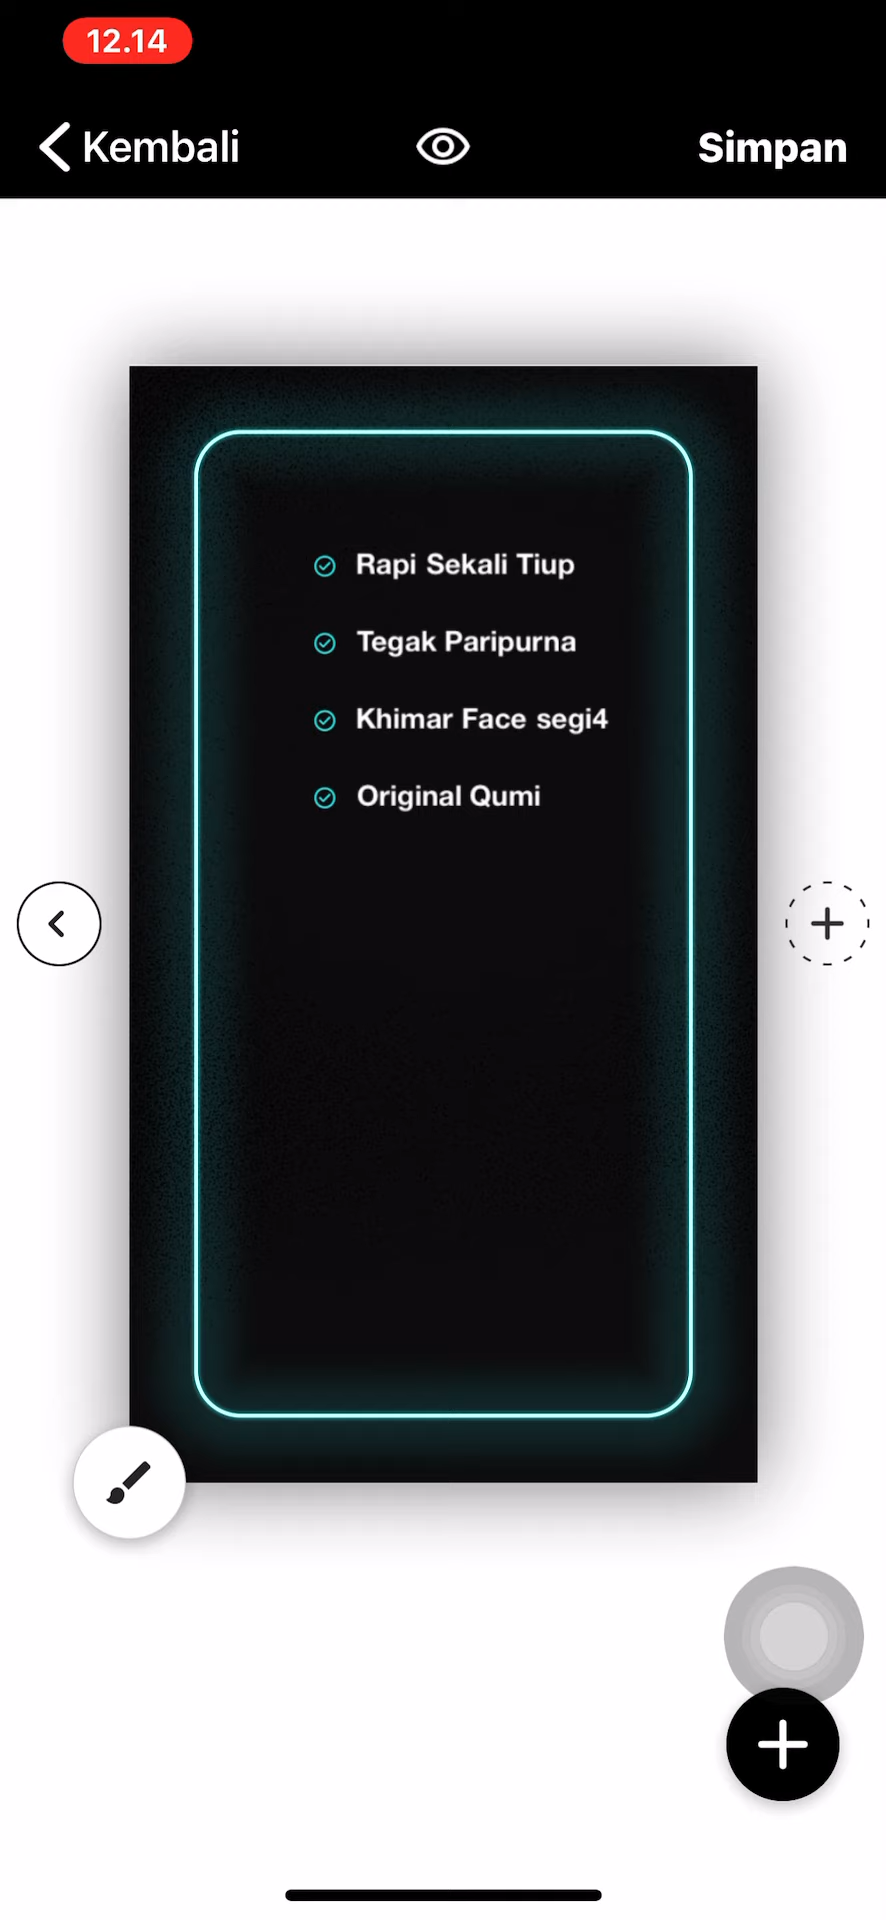 12.14
Kembali
Simpan
Rapi Sekali Tiup
Tegak Paripurna
Khimar Face segi4
Original Qumi